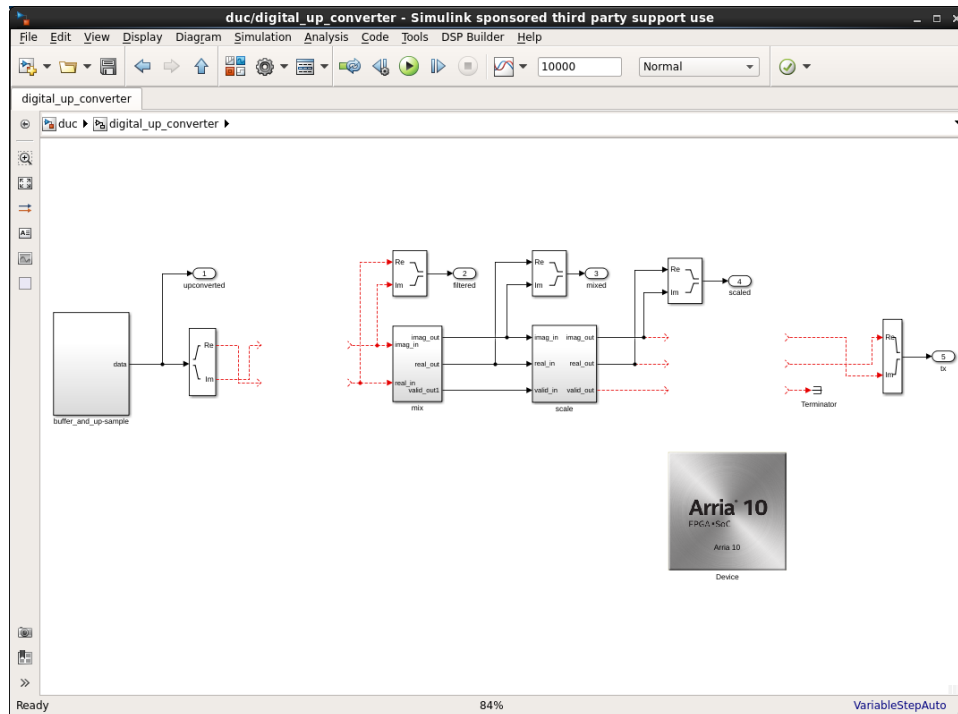 duc/digital_up_converter - Simulink sponsored third party support use
File Edit View Display Diagram Simulation Analysis Code Tools DSP Builder Help
10000 Normal
digital_up_converter
duc digital_up_converter
1
upconverted
Re
Im
2
filtered
Re
Im
3
mixed
Re
Im
4
scaled
data
buffer_and_up-sample
Re
Im
imag_in
real_in
imag_out
real_out
valid_out1
mix
imag_in
real_in
valid_in
imag_out
real_out
valid_out
scale
Terminator
Re
Im
5
tx
Arria 10
FPGA•SoC
Arria 10
Device
Ready 84% VariableStepAuto